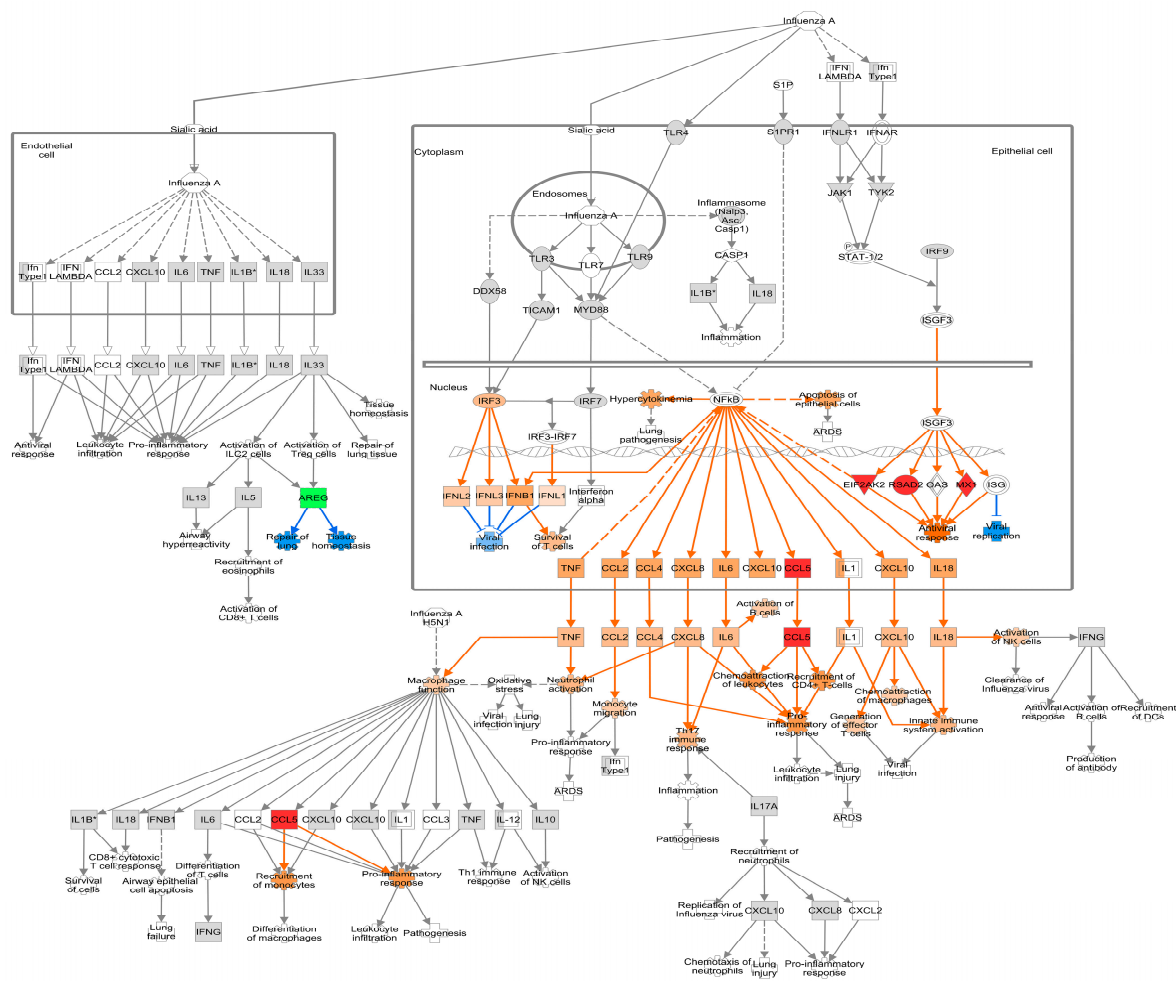 Influenza A
IFN
LAMBDA
Ifn
Type1
S1P
Sialic acid
Sialic acid
TLR4
S1PR1
IFNLR1
IFNAR
Endothelial
cell
Cytoplasm
Epithelial cell
Influenza A
Endosomes
Influenza A
Inflammasome
(Nalp3,
Asc,
Casp1)
JAK1
TYK2
TLR3
TLR7
TLR9
CASP1
P
STAT-1/2
IRF9
Ifn
Type1
IFN
LAMBDA
CCL2
CXCL10
IL6
TNF
IL1B*
IL18
IL33
DDX58
TICAM1
MYD88
IL1B*
IL18
ISGF3
Inflammation
Ifn
Type1
IFN
LAMBDA
CCL2
CXCL10
IL6
TNF
IL1B*
IL18
IL33
Nucleus
IRF3
IRF7
Hypercytokinemia
NFkB
Apoptosis of
epithelial cells
Tissue
homeostasis
Antiviral
response
Leukocyte
infiltration
Pro-inflammatory
response
Activation of
ILC2 cells
Activation of
Treg cells
Repair of
lung tissue
IRF3-IRF7
Lung
pathogenesis
ARDS
ISGF3
IL13
IL5
AREG
IFNL2
IFNL3
IFNB1
IFNL1
Interferon
alpha
EIF2AK2
OA3
MX1
ISG
Airway
hyperreactivity
Repair of
lung
Tissue
homeostasis
Viral
infection
Survival
of T cells
Antiviral
response
Viral
replication
Recruitment of
eosinophils
TNF
CCL2
CCL4
CXCL8
IL6
CXCL10
CCL5
IL1
CXCL10
IL18
Activation of
CD8+ T cells
Influenza A
H5N1
Activation of
B cells
TNF
CCL2
CCL4
CXCL8
IL6
CCL5
IL1
CXCL10
IL18
Activation
of NK cells
IFNG
Macrophage
function
Oxidative
stress
Neutrophil
activation
Chemoattraction
of leukocytes
Recruitment of
CD4+ T-cells
Chemoattraction
of macrophages
Clearence of
Influenza virus
Viral
infection
Lung
injury
Monocyte
migration
Th17
immune
response
Pro-
inflammatory
response
Generation
of effector
T cells
Innate immune
system activation
Antiviral
response
Activation of
B cells
Recruitment
of DCs
Pro-inflammatory
response
Ifn
Type1
Leukocyte
infiltration
Lung
injury
Viral
infection
Production
of antibody
ARDS
Inflammation
IL17A
ARDS
IL1B*
IL18
IFNB1
IL6
CCL2
CCL5
CXCL10
CXCL10
IL1
CCL3
TNF
IL-12
IL10
Pathogenesis
CD8+ cytotoxic
T cell response
Survival
of cells
Airway epithelial
cell apoptosis
Differentiation
of T cells
Recruitment
of monocytes
Pro-inflammatory
response
Th1 immune
response
Activation
of NK cells
Recruitment of
neutrophils
Lung
failure
IFNG
Differentiation
of macrophages
Leukocyte
infiltration
Pathogenesis
Replication of
Influenza virus
CXCL10
CXCL8
CXCL2
Chemotaxis of
neutrophils
Lung
injury
Pro-inflammatory
response